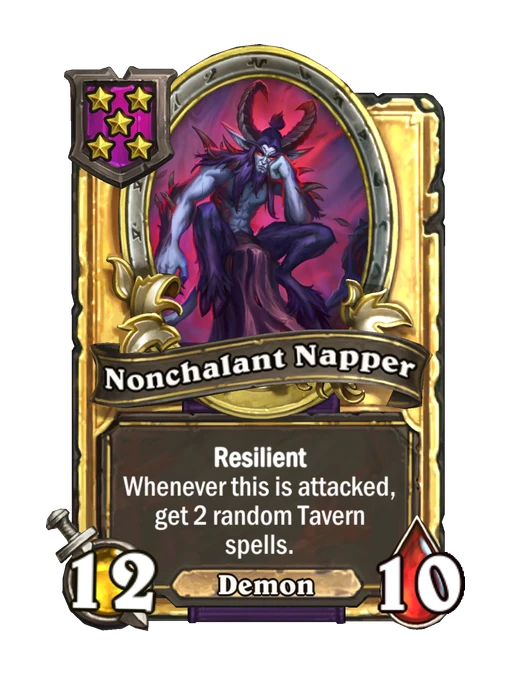 Nonchalant Napper
Resilient
Whenever this is attacked,
get 2 random Tavern
spells.
12
Demon
10